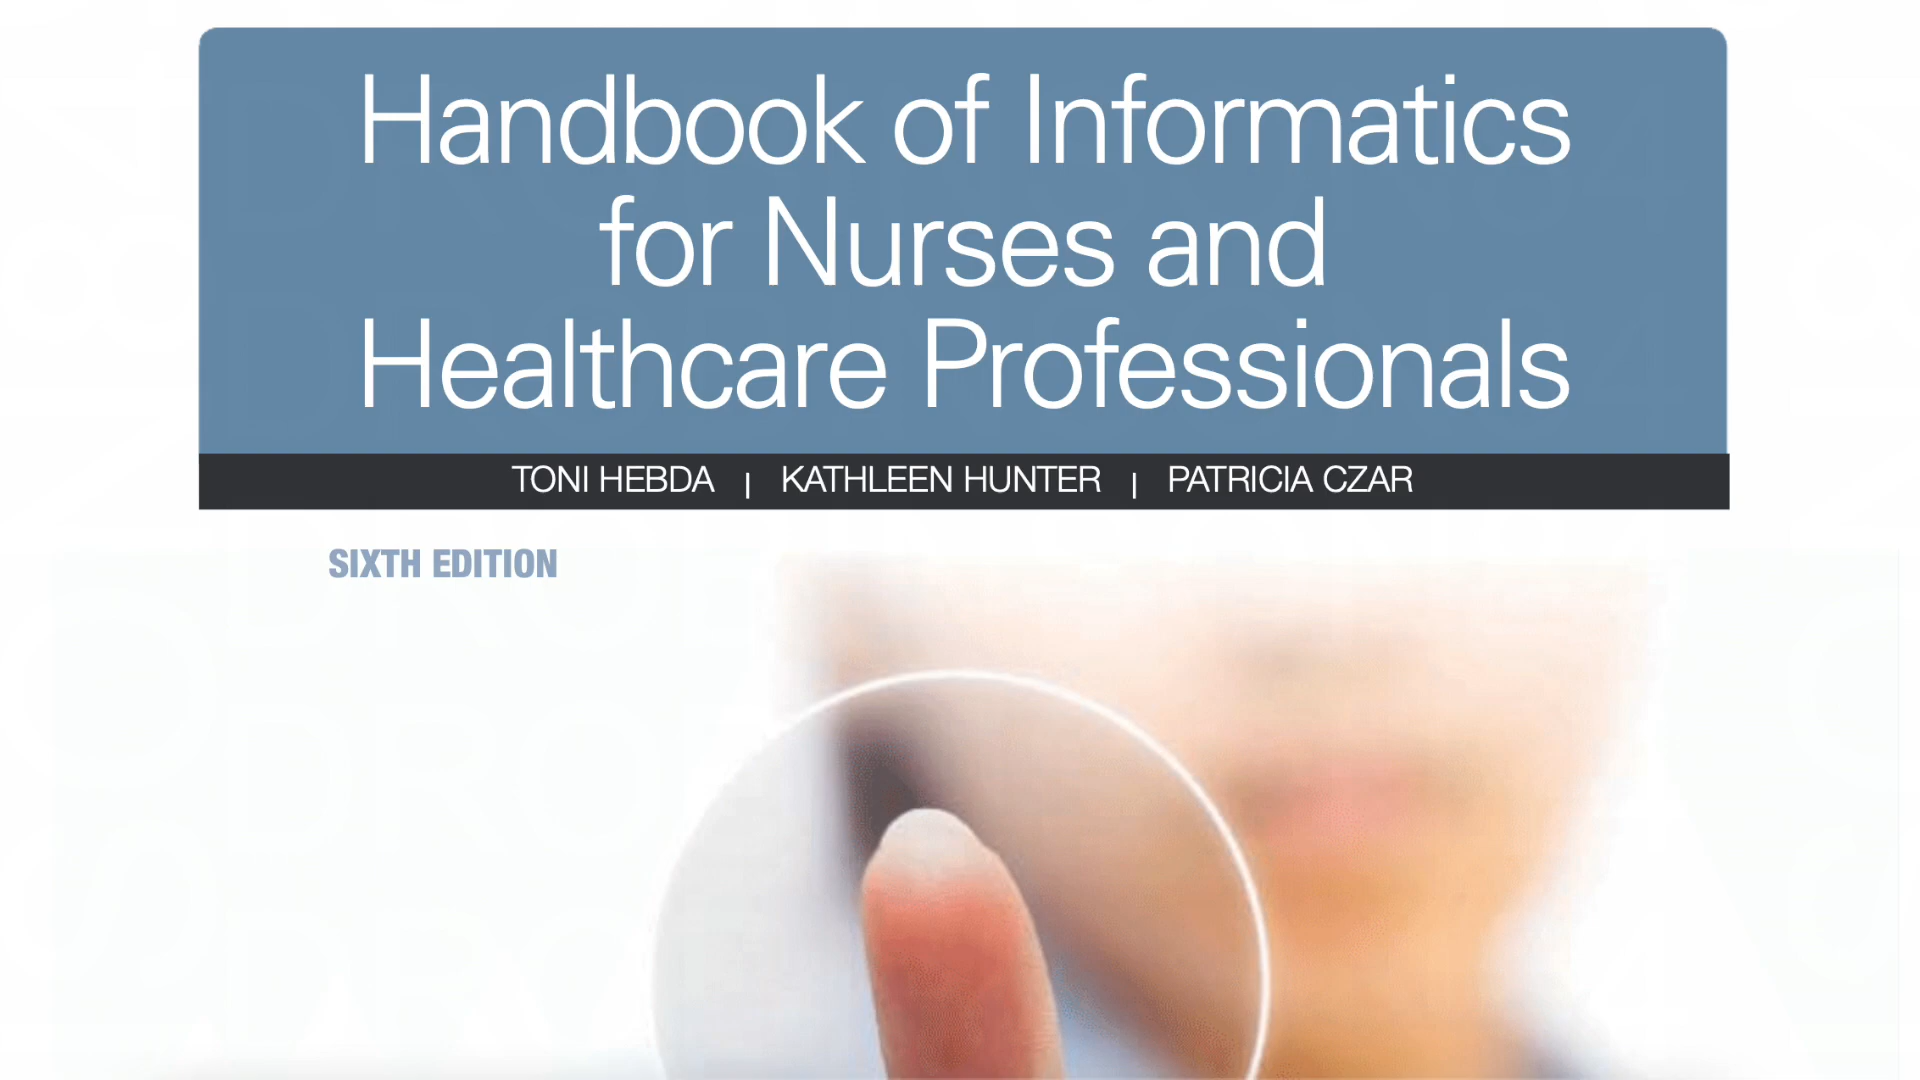 Handbook of Informatics
for Nurses and
Healthcare Professionals
TONI HEBDA | KATHLEEN HUNTER | PATRICIA CZAR
SIXTH EDITION